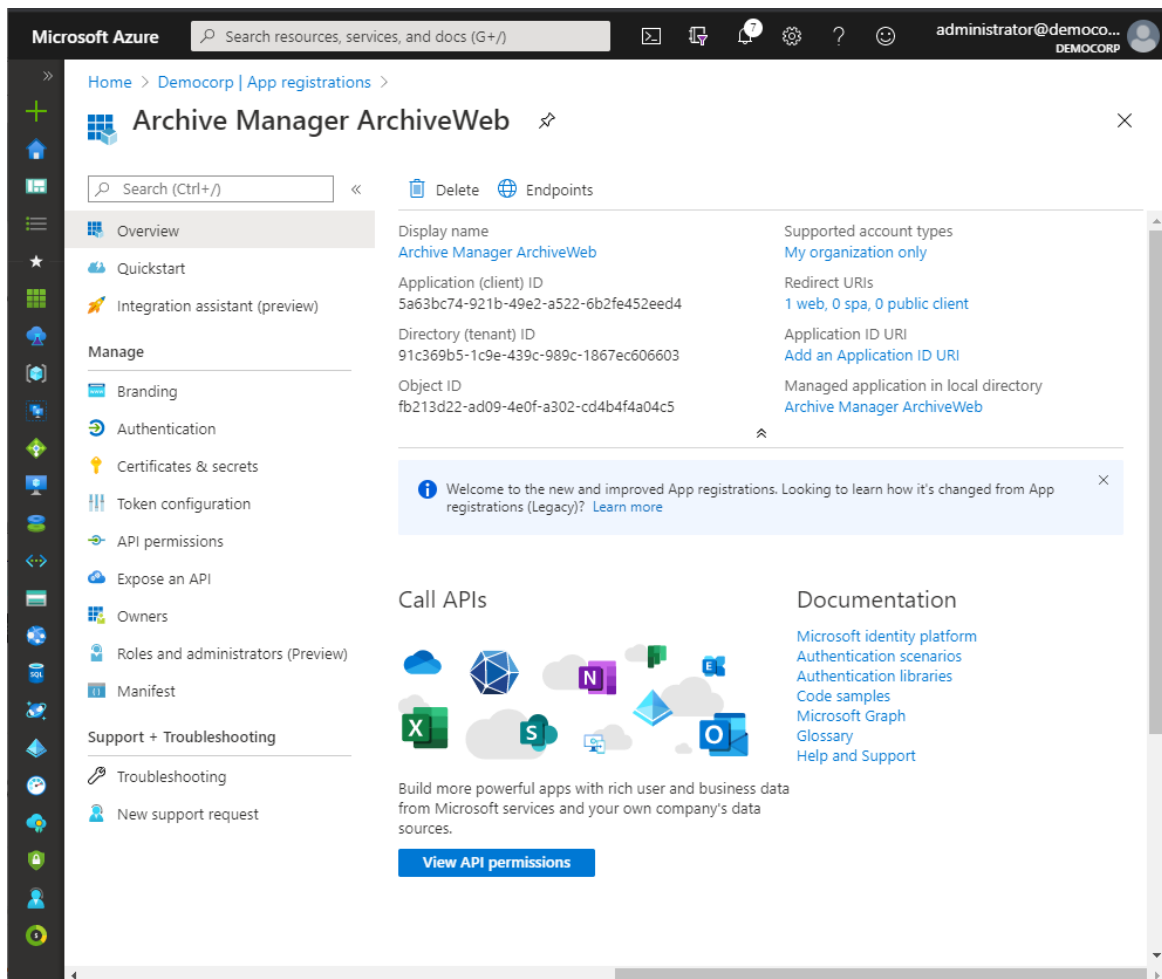 Microsoft Azure
Search resources, services, and docs (G+/)
7
administrator@democo...
DEMOCORP
Home > Democorp | App registrations >
Archive Manager ArchiveWeb
Search (Ctrl+/)
Delete
Endpoints
Overview
Quickstart
Integration assistant (preview)
Manage
Branding
Authentication
Certificates & secrets
Token configuration
API permissions
Expose an API
Owners
Roles and administrators (Preview)
Manifest
Support + Troubleshooting
Troubleshooting
New support request
Display name
Archive Manager ArchiveWeb
Application (client) ID
5a63bc74-921b-49e2-a522-6b2fe452eed4
Directory (tenant) ID
91c369b5-1c9e-439c-989c-1867ec606603
Object ID
fb213d22-ad09-4e0f-a302-cd4b4f4a04c5
Supported account types
My organization only
Redirect URIs
1 web, 0 spa, 0 public client
Application ID URI
Add an Application ID URI
Managed application in local directory
Archive Manager ArchiveWeb
Welcome to the new and improved App registrations. Looking to learn how it's changed from App
registrations (Legacy)? Learn more
Call APIs
N
E
X
S
O
Build more powerful apps with rich user and business data
from Microsoft services and your own company's data
sources.
View API permissions
Documentation
Microsoft identity platform
Authentication scenarios
Authentication libraries
Code samples
Microsoft Graph
Glossary
Help and Support
SQL